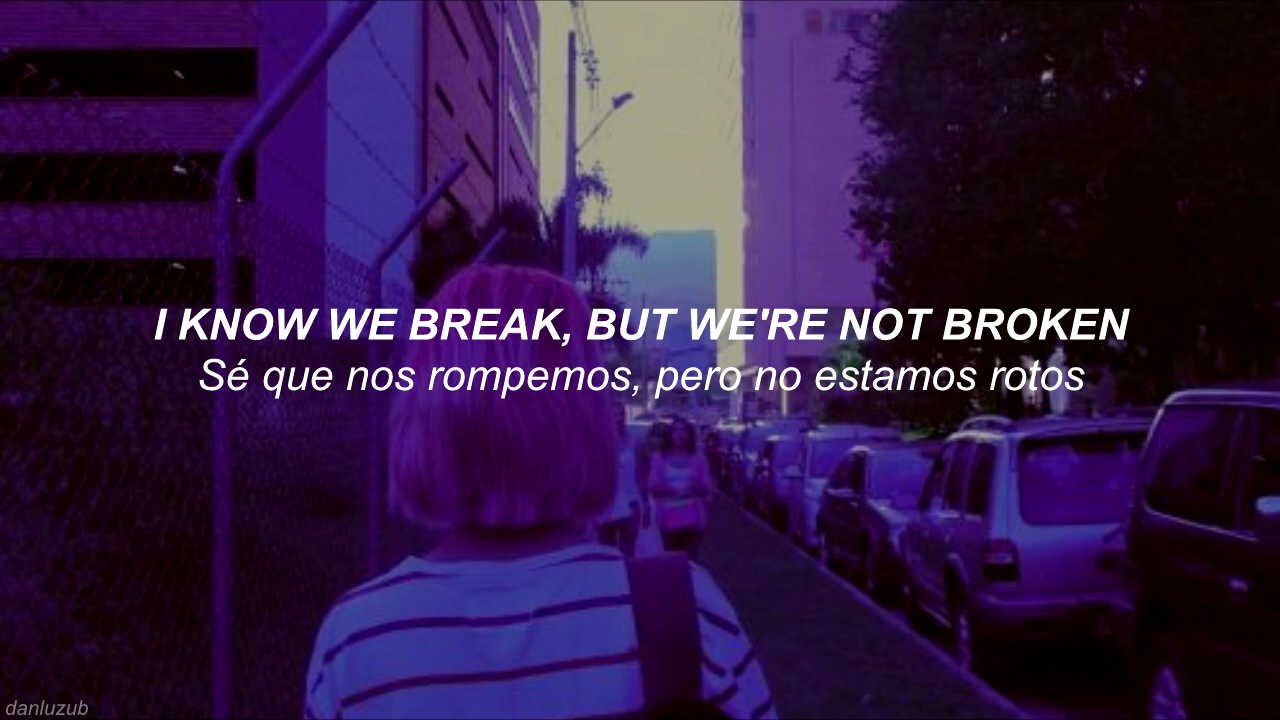 I KNOW WE BREAK, BUT WE'RE NOT BROKEN
Sé que nos rompemos, pero no estamos rotos
danluzub